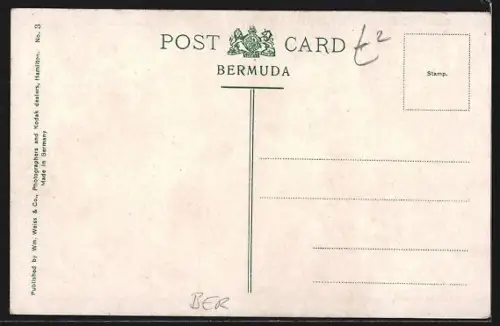 POST CARD
BERMUDA
£2
Stamp.
Published by Wm. Weiss & Co., Photographers and Kodak dealers, Hamilton. No. 3
Made in Germany
BER